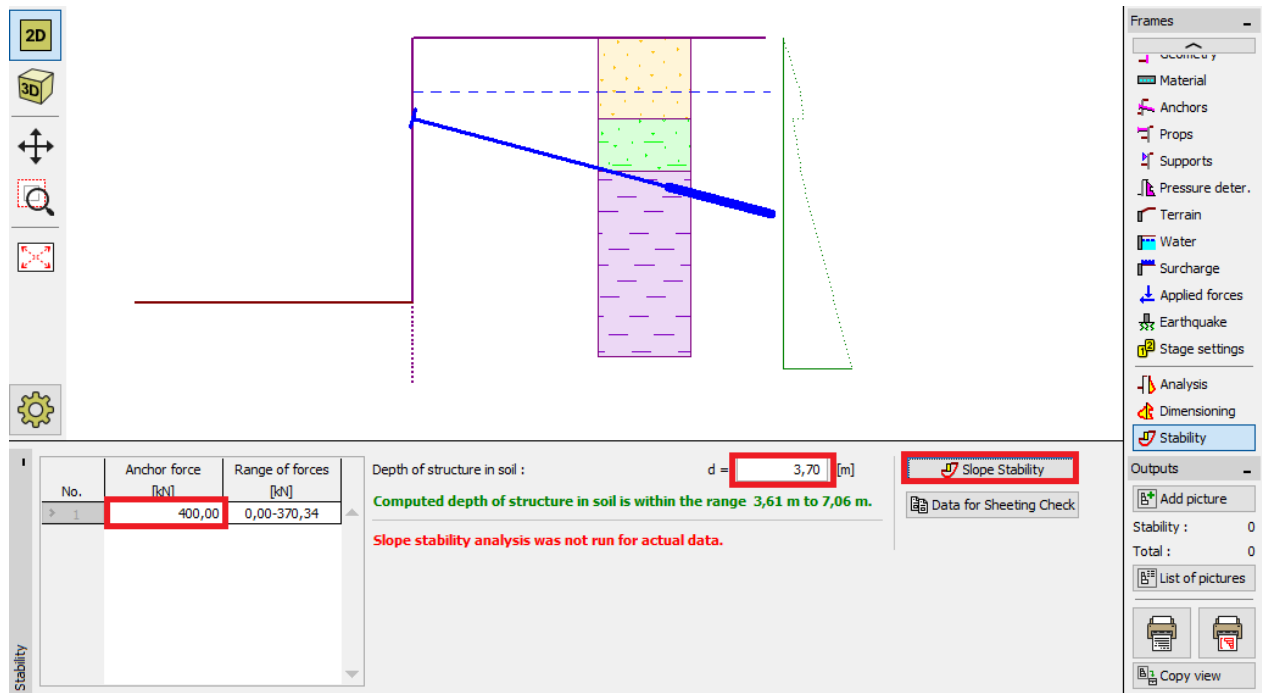 2D
3D
Anchor force
[kN]
Range of forces
[kN]
No.
> 1
400,00
0,00-370,34
Depth of structure in soil :
d =
3,70
[m]
Computed depth of structure in soil is within the range 3,61 m to 7,06 m.
Slope stability analysis was not run for actual data.
Slope Stability
Data for Sheeting Check
Stability
Frames
Geometry
Material
Anchors
Props
Supports
Pressure deter.
Terrain
Water
Surcharge
Applied forces
Earthquake
Stage settings
Analysis
Dimensioning
Stability
Outputs
Add picture
Stability : 0
Total : 0
List of pictures
Copy view